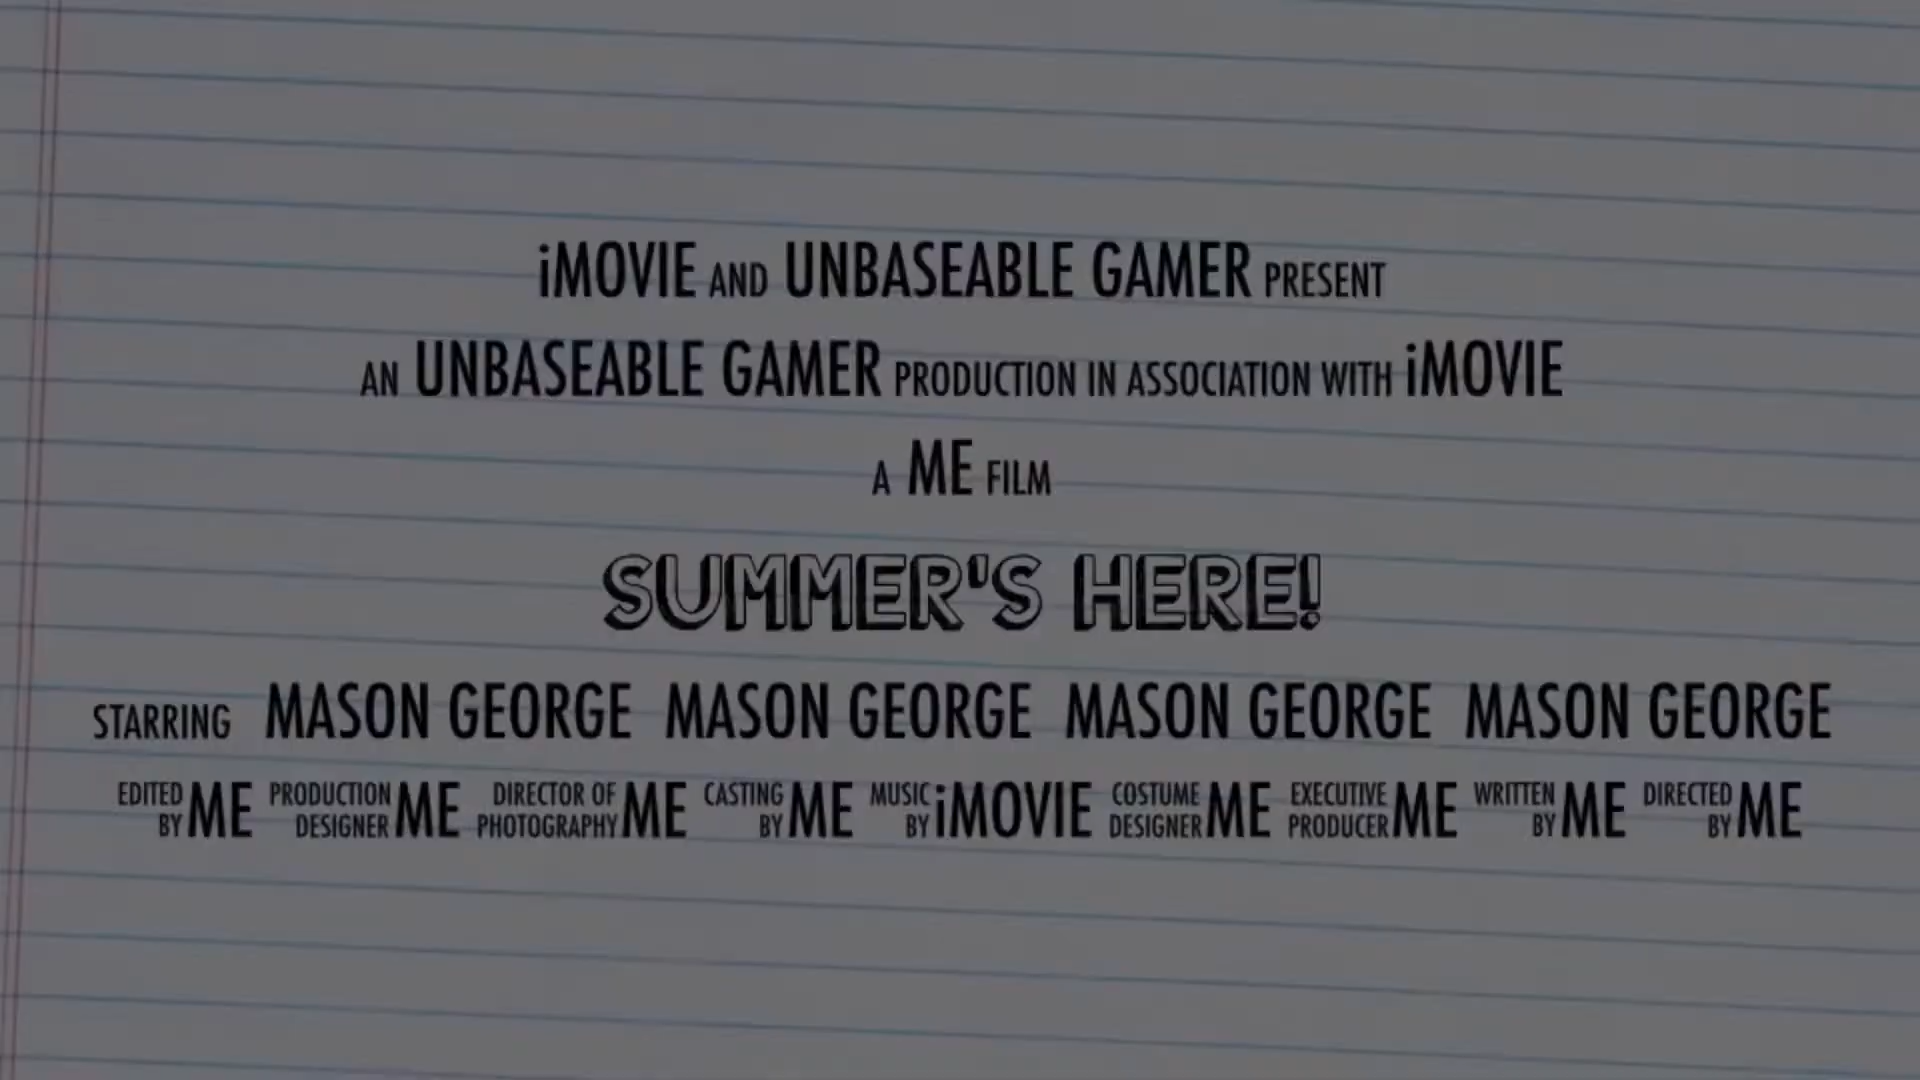 iMOVIE AND UNBASEABLE GAMER PRESENT
AN UNBASEABLE GAMER PRODUCTION IN ASSOCIATION WITH iMOVIE
A ME FILM
SUMMER'S HERE!
STARRING MASON GEORGE MASON GEORGE MASON GEORGE MASON GEORGE
EDITED BY ME PRODUCTION DESIGNER ME DIRECTOR OF PHOTOGRAPHY ME CASTING BY ME MUSIC BY iMOVIE COSTUME DESIGNER ME EXECUTIVE PRODUCER ME WRITTEN BY ME DIRECTED BY ME